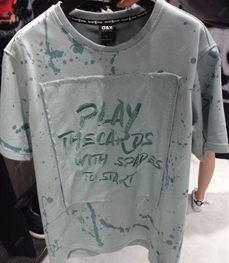 PLAY
THE CARDS
WITH SPADES
TO START